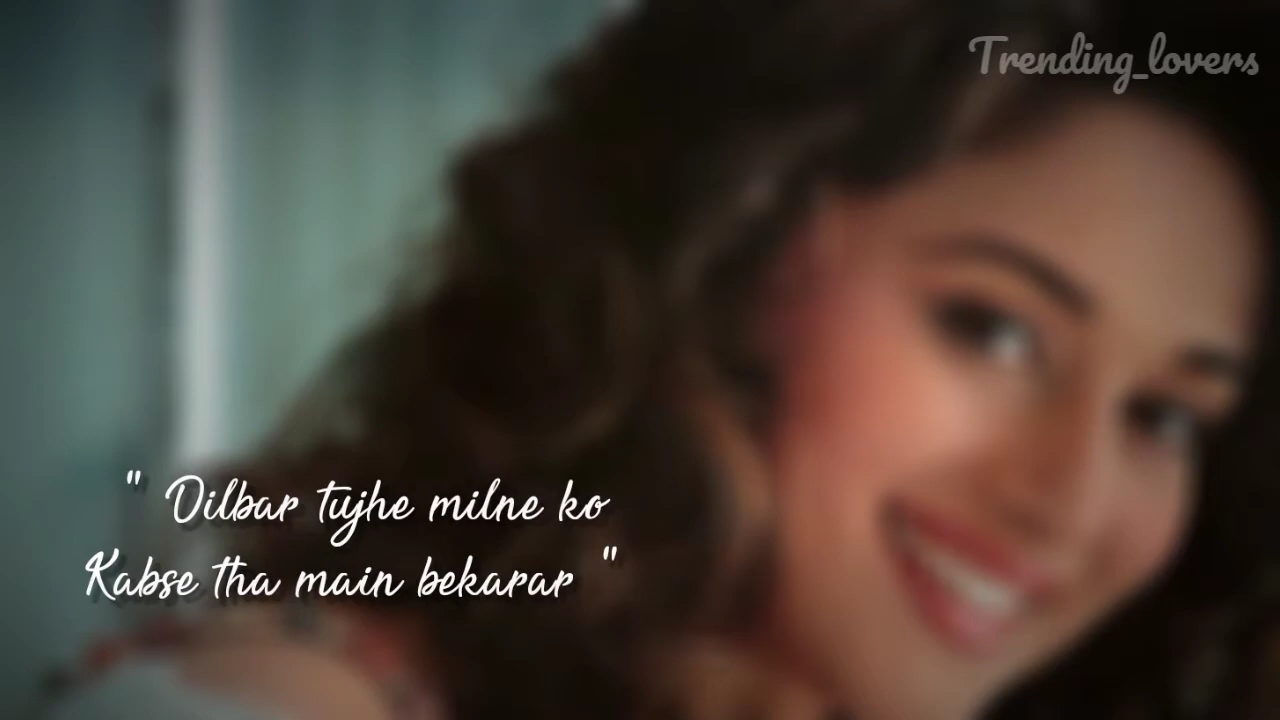 Trending_lovers
" Dilbar tujhe milne ko
Kabse tha main bekarar "